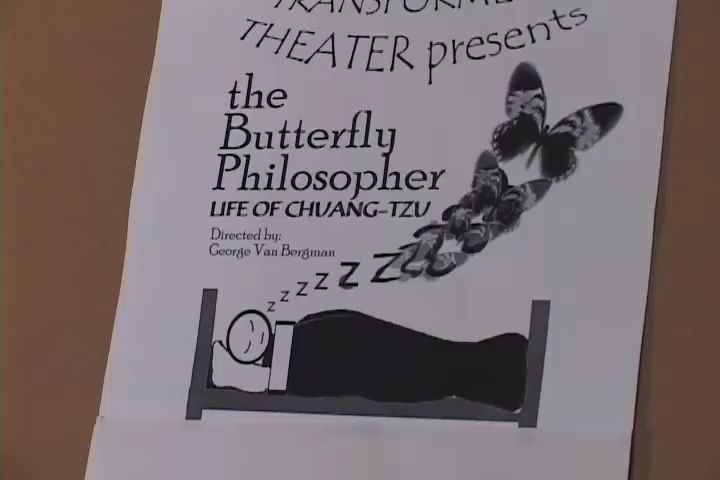 THEATER presents
the
Butterfly
Philosopher
LIFE OF CHUANG-TZU
Directed by:
George Van Bergman
z z z z z z